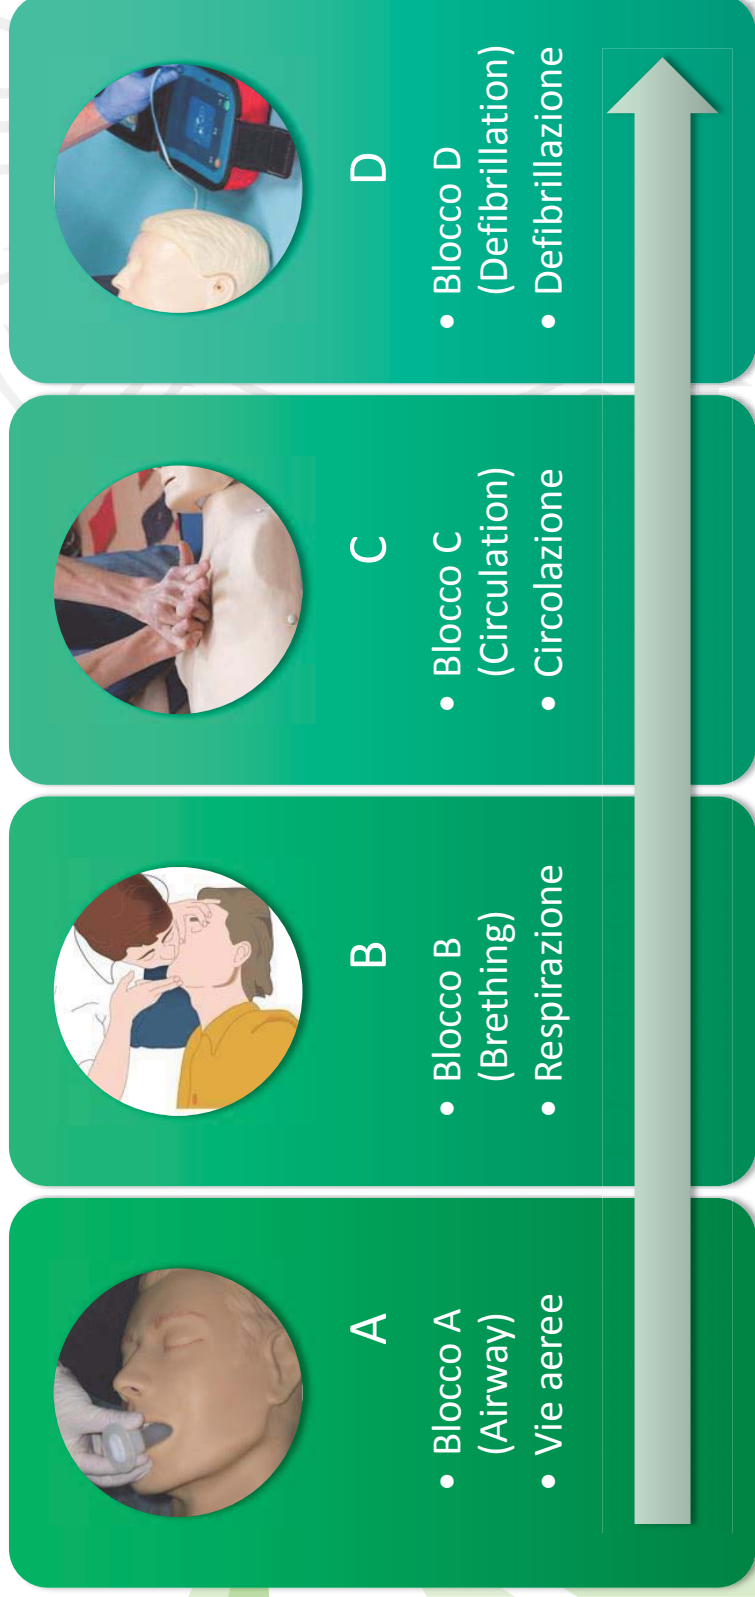 A
• Blocco A
(Airway)
• Vie aeree
B
• Blocco B
(Brething)
• Respirazione
C
• Blocco C
(Circulation)
• Circolazione
D
• Blocco D
(Defibrillation)
• Defibrillazione